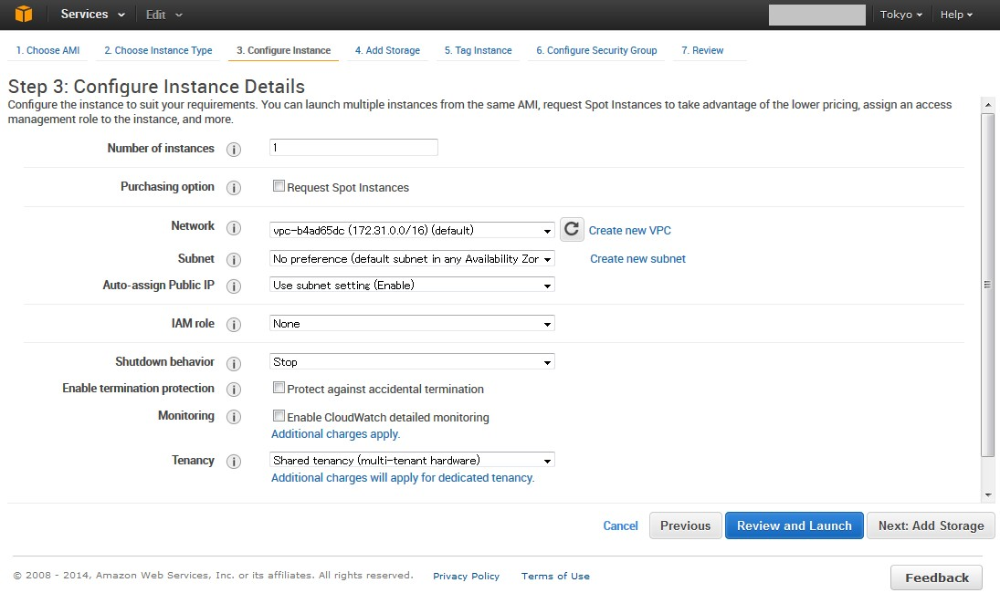 Services Edit Tokyo Help
1. Choose AMI 2. Choose Instance Type 3. Configure Instance 4. Add Storage 5. Tag Instance 6. Configure Security Group 7. Review
Step 3: Configure Instance Details
Configure the instance to suit your requirements. You can launch multiple instances from the same AMI, request Spot Instances to take advantage of the lower pricing, assign an access
management role to the instance, and more.
Number of instances 1
Purchasing option Request Spot Instances
Network vpc-b4ad65dc (172.31.0.0/16) (default) Create new VPC
Subnet No preference (default subnet in any Availability Zor Create new subnet
Auto-assign Public IP Use subnet setting (Enable)
IAM role None
Shutdown behavior Stop
Enable termination protection Protect against accidental termination
Monitoring Enable CloudWatch detailed monitoring
Additional charges apply.
Tenancy Shared tenancy (multi-tenant hardware)
Additional charges will apply for dedicated tenancy.
Cancel Previous Review and Launch Next: Add Storage
© 2008 - 2014, Amazon Web Services, Inc. or its affiliates. All rights reserved. Privacy Policy Terms of Use Feedback